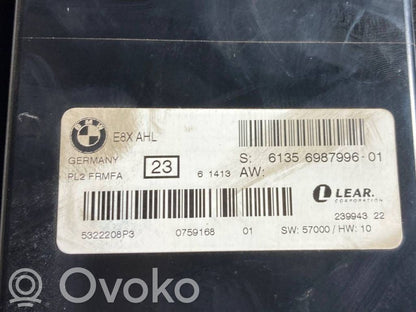 BMW
E8X AHL
GERMANY
23
S: 6135 6987996-01
PL2 FRMFA
6 1413
AW:
LEAR.
CORPORATION
239943 22
5322208P3
0759168
01
SW: 57000 / HW: 10
Ovoko